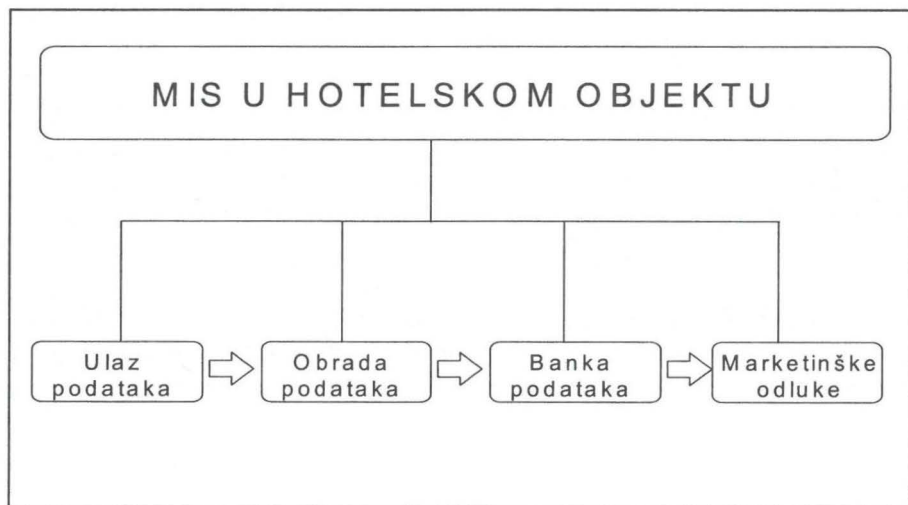 MIS U HOTELSKOM OBJEKTU
Ulaz
podataka
Obrada
podataka
Banka
podataka
Marketinške
odluke